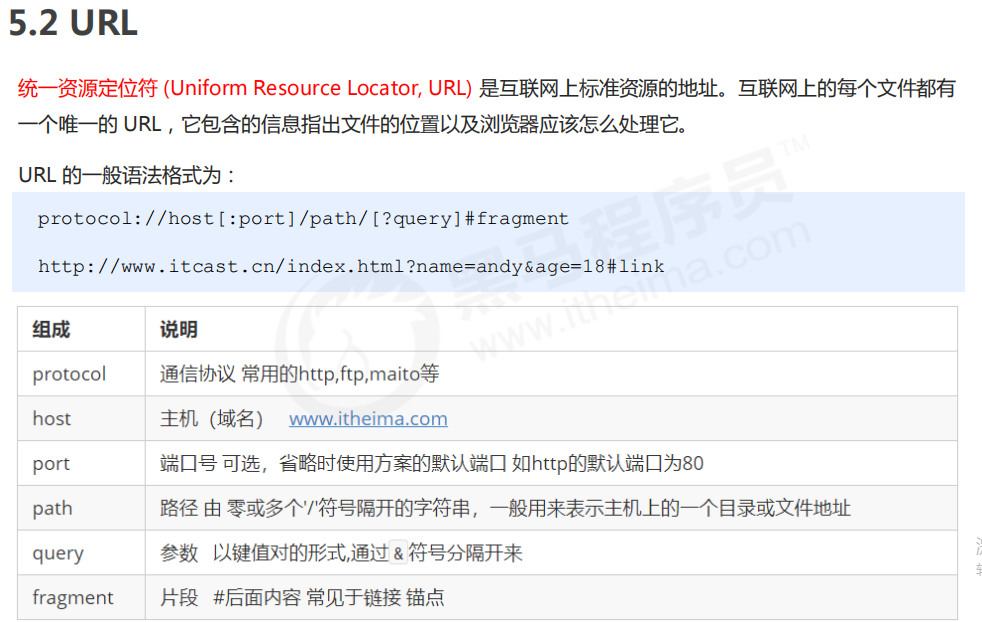 5.2 URL
统一资源定位符 (Uniform Resource Locator, URL) 是互联网上标准资源的地址。互联网上的每个文件都有
一个唯一的 URL，它包含的信息指出文件的位置以及浏览器应该怎么处理它。
URL 的一般语法格式为：
protocol://host[:port]/path/[?query]#fragment
http://www.itcast.cn/index.html?name=andy&age=18#link
黑马程序员™
www.itheima.com
组成 说明
protocol 通信协议 常用的http,ftp,maito等
host 主机（域名） www.itheima.com
port 端口号 可选，省略时使用方案的默认端口 如http的默认端口为80
path 路径 由 零或多个'/'符号隔开的字符串，一般用来表示主机上的一个目录或文件地址
query 参数 以键值对的形式,通过 & 符号分隔开来
fragment 片段 #后面内容 常见于链接 锚点